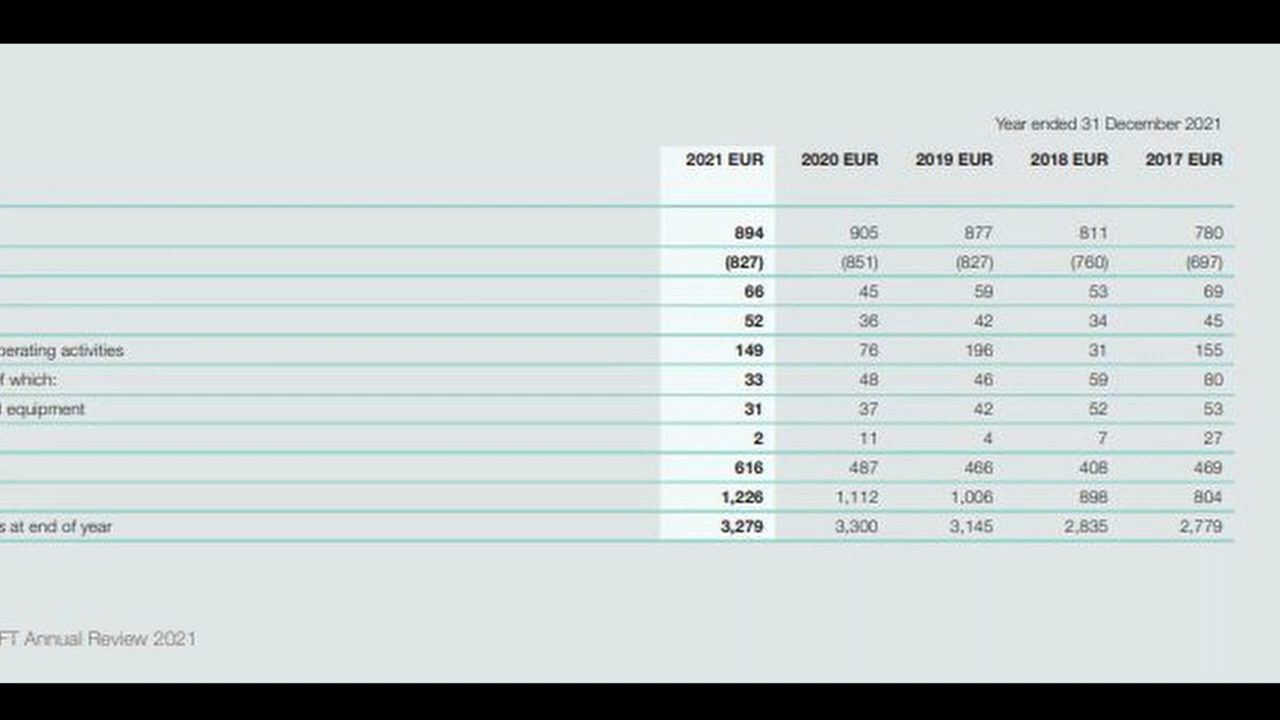 Year ended 31 December 2021
2021 EUR 2020 EUR 2019 EUR 2018 EUR 2017 EUR
894 905 877 811 780
(827) (851) (827) (760) (697)
66 45 59 53 69
52 36 42 34 45
perating activities 149 76 196 31 155
f which: 33 48 46 59 80
l equipment 31 37 42 52 53
2 11 4 7 27
616 487 466 408 469
1,226 1,112 1,006 898 804
s at end of year 3,279 3,300 3,145 2,835 2,779
FT Annual Review 2021